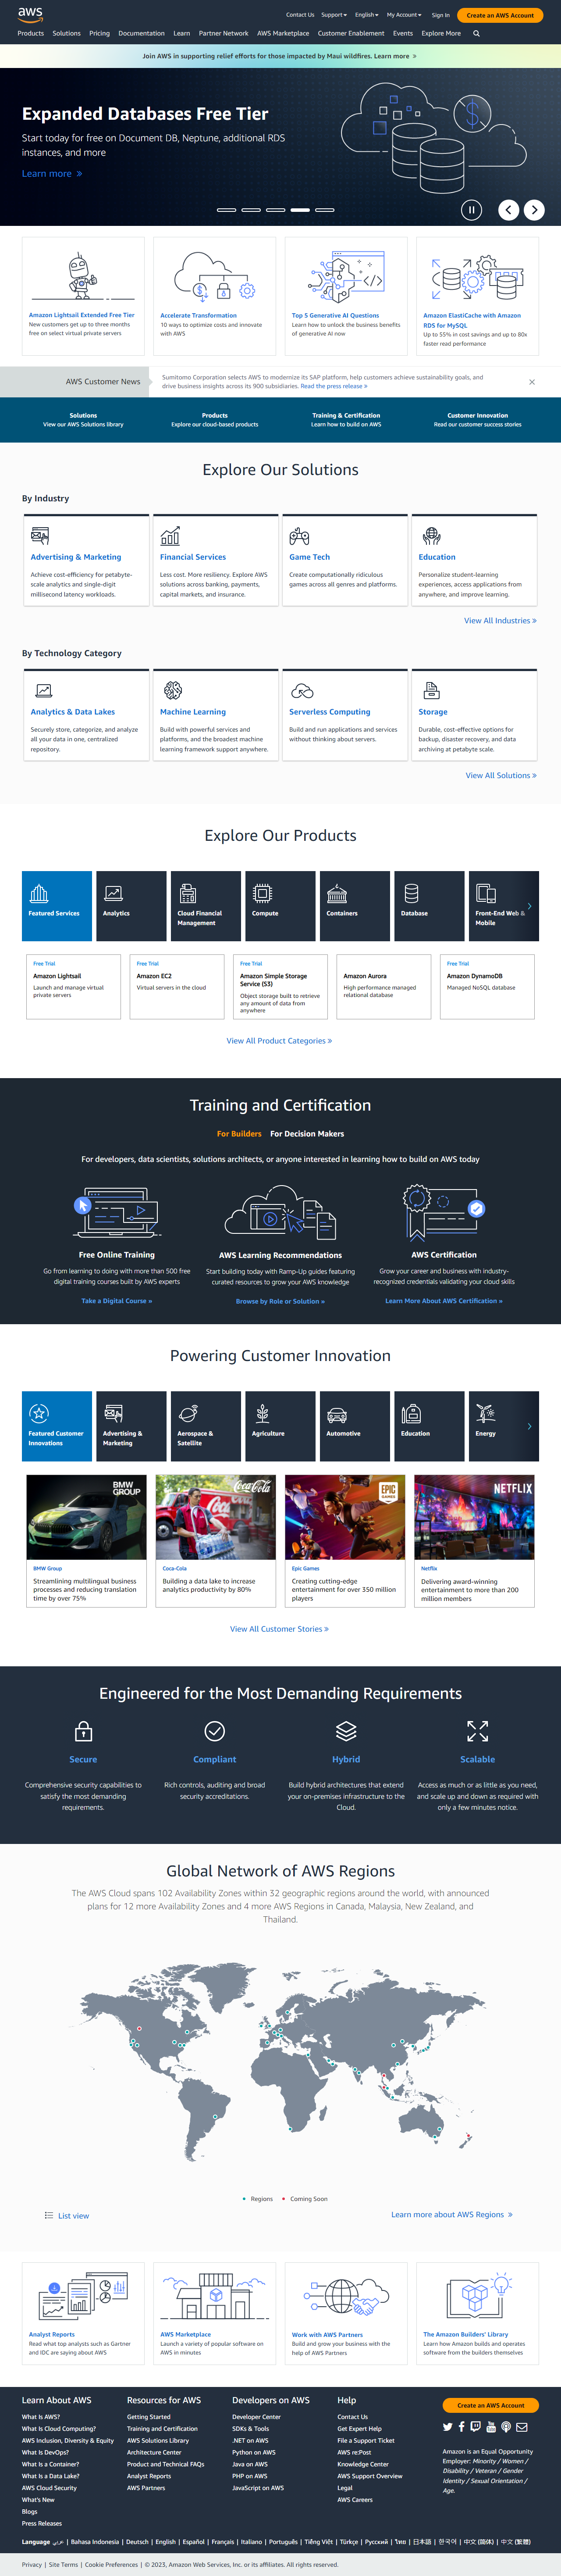 aws
Contact Us Support English My Account Sign In Create an AWS Account
Products Solutions Pricing Documentation Learn Partner Network AWS Marketplace Customer Enablement Events Explore More
Join AWS in supporting relief efforts for those impacted by Maui wildfires. Learn more »
Expanded Databases Free Tier
Start today for free on Document DB, Neptune, additional RDS
instances, and more
Learn more »
Amazon Lightsail Extended Free Tier
New customers get up to three months
free on select virtual private servers
Accelerate Transformation
10 ways to optimize costs and innovate
with AWS
Top 5 Generative AI Questions
Learn how to unlock the business benefits
of generative AI now
Amazon ElastiCache with Amazon
RDS for MySQL
Up to 55% in cost savings and up to 80x
faster read performance
AWS Customer News
Sumitomo Corporation selects AWS to modernize its SAP platform, help customers achieve sustainability goals, and
drive business insights across its 900 subsidiaries. Read the press release »
Solutions
View our AWS Solutions library
Products
Explore our cloud-based products
Training & Certification
Learn how to build on AWS
Customer Innovation
Read our customer success stories
Explore Our Solutions
By Industry
Advertising & Marketing
Achieve cost-efficiency for petabyte-
scale analytics and single-digit
millisecond latency workloads.
Financial Services
Less cost. More resiliency. Explore AWS
solutions across banking, payments,
capital markets, and insurance.
Game Tech
Create computationally ridiculous
games across all genres and platforms.
Education
Personalize student-learning
experiences, access applications from
anywhere, and improve learning.
View All Industries »
By Technology Category
Analytics & Data Lakes
Securely store, categorize, and analyze
all your data in one, centralized
repository.
Machine Learning
Build with powerful services and
platforms, and the broadest machine
learning framework support anywhere.
Serverless Computing
Build and run applications and services
without thinking about servers.
Storage
Durable, cost-effective options for
backup, disaster recovery, and data
archiving at petabyte scale.
View All Solutions »
Explore Our Products
Featured Services
Analytics
Cloud Financial
Management
Compute
Containers
Database
Front-End Web &
Mobile
Free Trial
Amazon Lightsail
Launch and manage virtual
private servers
Free Trial
Amazon EC2
Virtual servers in the cloud
Free Trial
Amazon Simple Storage
Service (S3)
Object storage built to retrieve
any amount of data from
anywhere
Amazon Aurora
High performance managed
relational database
Free Trial
Amazon DynamoDB
Managed NoSQL database
View All Product Categories »
Training and Certification
For Builders For Decision Makers
For developers, data scientists, solutions architects, or anyone interested in learning how to build on AWS today
Free Online Training
Go from learning to doing with more than 500 free
digital training courses built by AWS experts
Take a Digital Course »
AWS Learning Recommendations
Start building today with Ramp-Up guides featuring
curated resources to grow your AWS knowledge
Browse by Role or Solution »
AWS Certification
Grow your career and business with industry-
recognized credentials validating your cloud skills
Learn More About AWS Certification »
Powering Customer Innovation
Featured Customer
Innovations
Advertising &
Marketing
Aerospace &
Satellite
Agriculture
Automotive
Education
Energy
BMW
GROUP
BMW Group
Streamlining multilingual business
processes and reducing translation
time by over 75%
Coca-Cola
Coca-Cola
Building a data lake to increase
analytics productivity by 80%
EPIC
GAMES
Epic Games
Creating cutting-edge
entertainment for over 350 million
players
NETFLIX
Netflix
Delivering award-winning
entertainment to more than 200
million members
View All Customer Stories »
Engineered for the Most Demanding Requirements
Secure
Comprehensive security capabilities to
satisfy the most demanding
requirements.
Compliant
Rich controls, auditing and broad
security accreditations.
Hybrid
Build hybrid architectures that extend
your on-premises infrastructure to the
Cloud.
Scalable
Access as much or as little as you need,
and scale up and down as required with
only a few minutes notice.
Global Network of AWS Regions
The AWS Cloud spans 102 Availability Zones within 32 geographic regions around the world, with announced
plans for 12 more Availability Zones and 4 more AWS Regions in Canada, Malaysia, New Zealand, and
Thailand.
Regions Coming Soon
List view
Learn more about AWS Regions »
Analyst Reports
Read what top analysts such as Gartner
and IDC are saying about AWS
AWS Marketplace
Launch a variety of popular software on
AWS in minutes
Work with AWS Partners
Build and grow your business with the
help of AWS Partners
The Amazon Builders' Library
Learn how Amazon builds and operates
software from the builders themselves
Learn About AWS
What Is AWS?
What Is Cloud Computing?
AWS Inclusion, Diversity & Equity
What Is DevOps?
What Is a Container?
What Is a Data Lake?
AWS Cloud Security
What's New
Blogs
Press Releases
Resources for AWS
Getting Started
Training and Certification
AWS Solutions Library
Architecture Center
Product and Technical FAQs
Analyst Reports
AWS Partners
Developers on AWS
Developer Center
SDKs & Tools
.NET on AWS
Python on AWS
Java on AWS
PHP on AWS
JavaScript on AWS
Help
Contact Us
Get Expert Help
File a Support Ticket
AWS re:Post
Knowledge Center
AWS Support Overview
Legal
AWS Careers
Create an AWS Account
Amazon is an Equal Opportunity
Employer: Minority / Women /
Disability / Veteran / Gender
Identity / Sexual Orientation /
Age.
Language عربي | Bahasa Indonesia | Deutsch | English | Español | Français | Italiano | Português | Tiếng Việt | Türkçe | Ρусский | ไทย | 日本語 | 한국어 | 中文 (简体) | 中文 (繁體)
Privacy | Site Terms | Cookie Preferences | © 2023, Amazon Web Services, Inc. or its affiliates. All rights reserved.